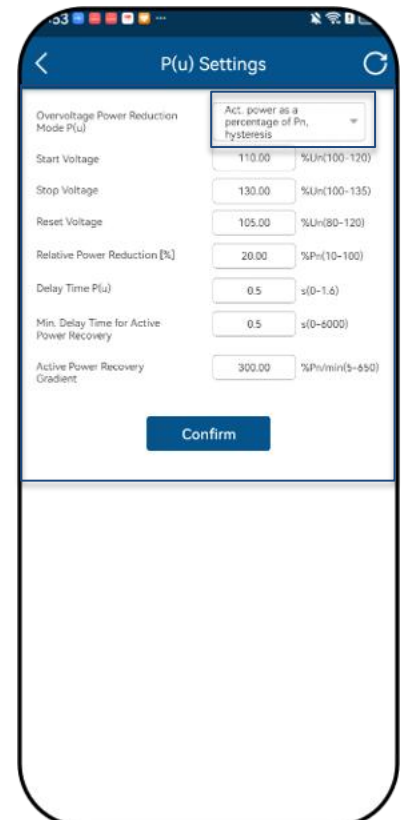 :53
P(u) Settings
Overvoltage Power Reduction
Mode P(u)
Act. power as a
percentage of Pn,
hysteresis
Start Voltage 110.00 %Un(100-120)
Stop Voltage 130.00 %Un(100-135)
Reset Voltage 105.00 %Un(80-120)
Relative Power Reduction [%] 20.00 %Pn(10-100)
Delay Time P(u) 0.5 s(0-1.6)
Min. Delay Time for Active
Power Recovery
0.5 s(0-6000)
Active Power Recovery
Gradient
300.00 %Pn/min(5-650)
Confirm